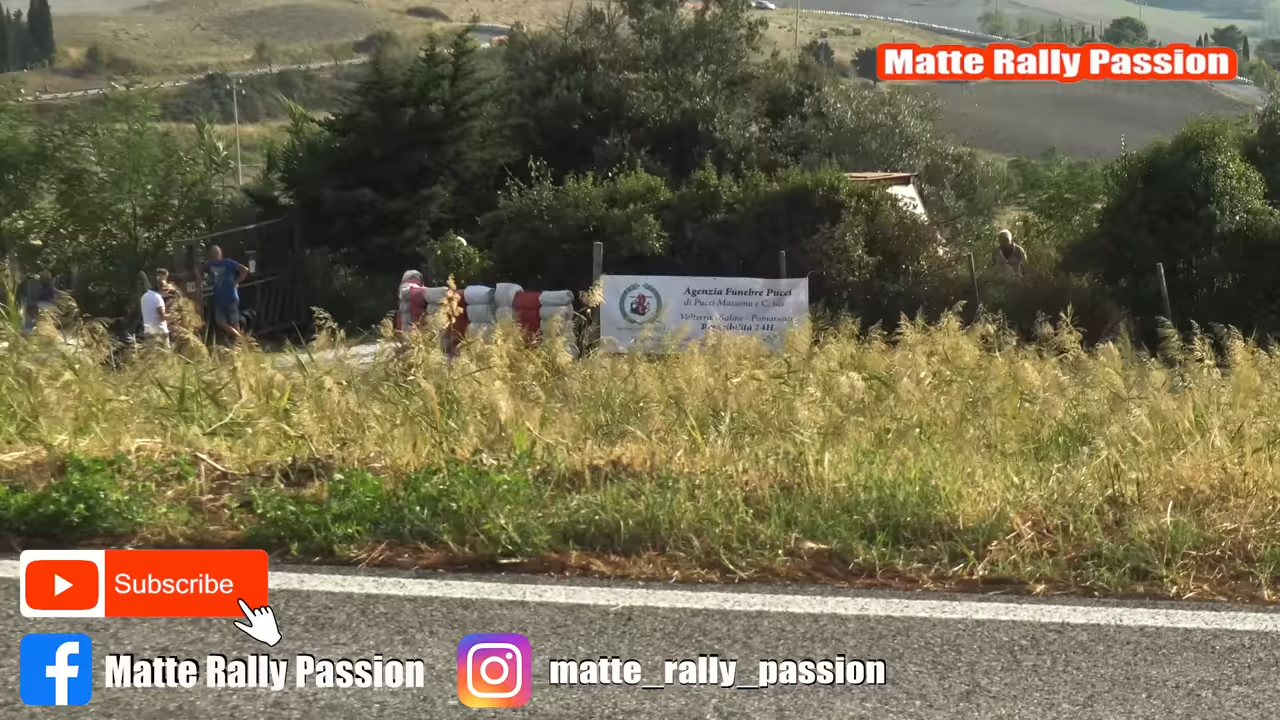 Matte Rally Passion
Agenzia Funebre Pucci
di Pucci Massimo e C. sas
Volterra - Saline - Pomarance
Reperibilità 24H
Subscribe
Matte Rally Passion
matte_rally_passion